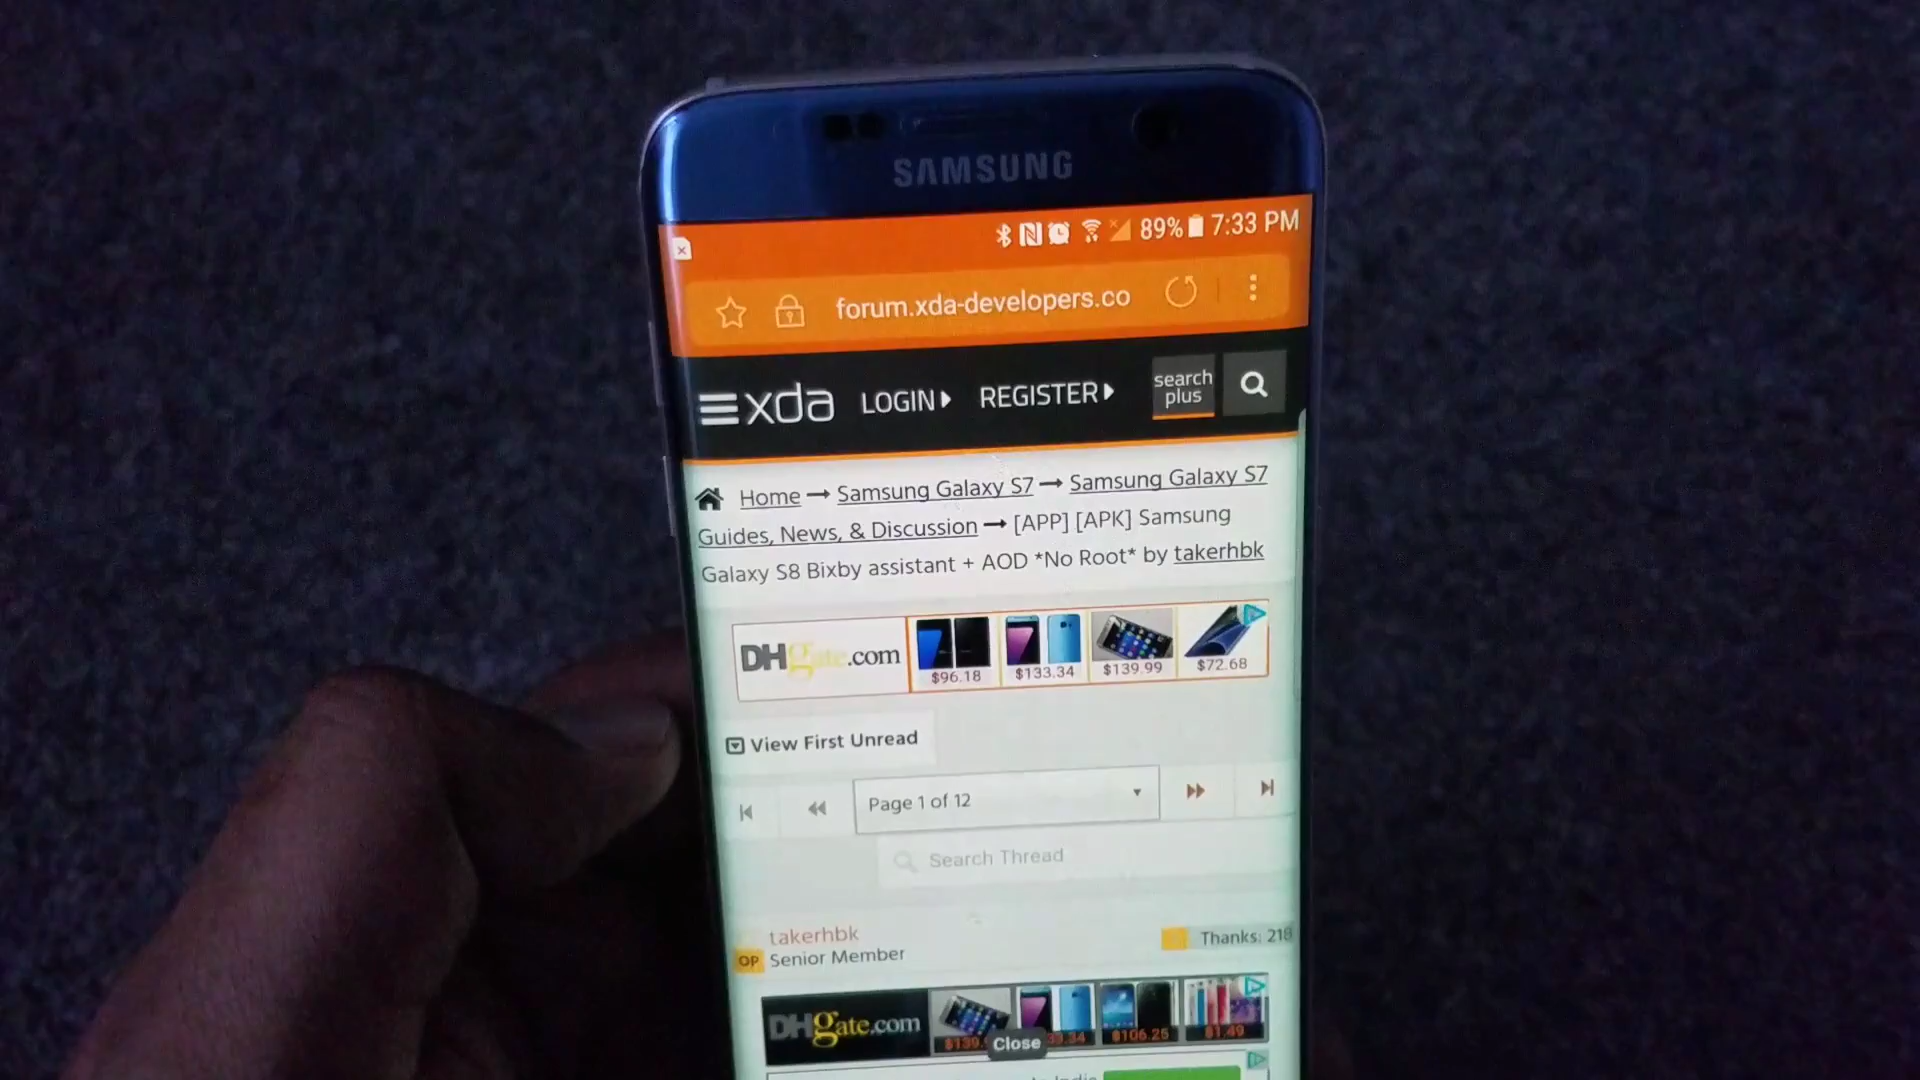 SAMSUNG
89% 7:33 PM
forum.xda-developers.co
xda LOGIN REGISTER search plus
Home → Samsung Galaxy S7 → Samsung Galaxy S7
Guides, News, & Discussion → [APP] [APK] Samsung
Galaxy S8 Bixby assistant + AOD *No Root* by takerhbk
DHgate.com $96.18 $133.34 $139.99 $72.68
View First Unread
Page 1 of 12
Search Thread
takerhbk
OP Senior Member Thanks: 218
DHgate.com $106.25 $1.49
Close